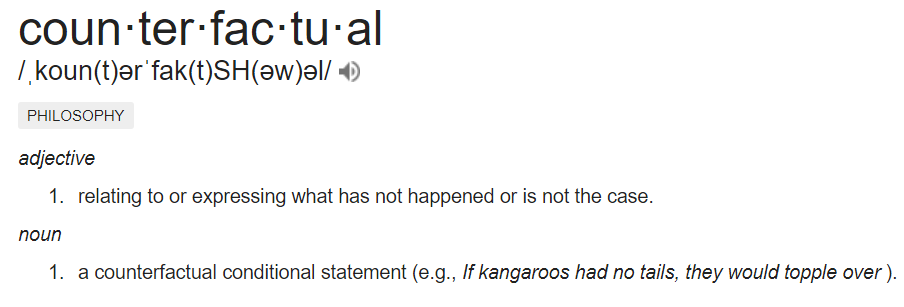 coun·ter·fac·tu·al
/ˌkoun(t)ərˈfak(t)SH(əw)əl/
PHILOSOPHY
adjective
1. relating to or expressing what has not happened or is not the case.
noun
1. a counterfactual conditional statement (e.g., If kangaroos had no tails, they would topple over ).